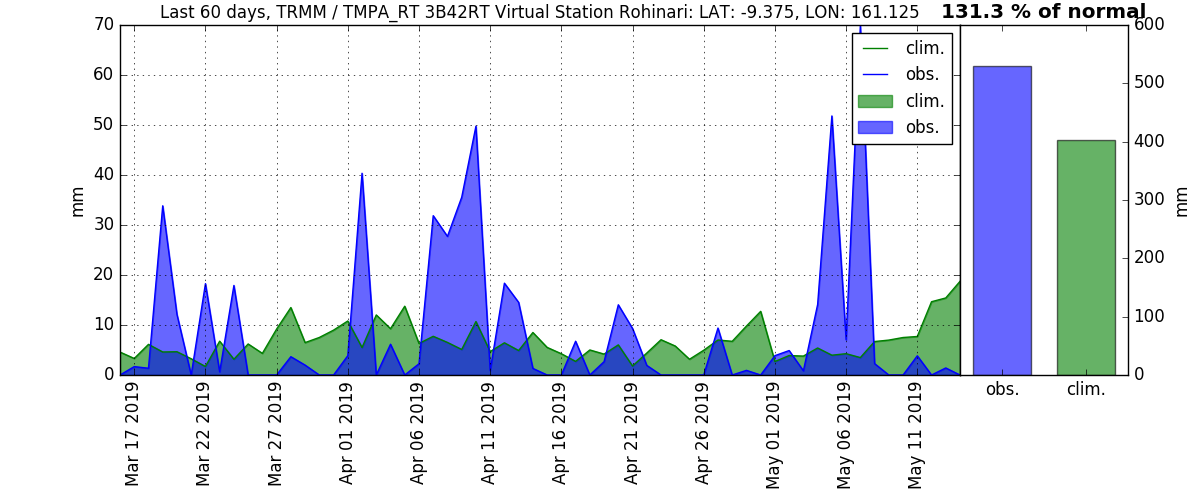 Last 60 days, TRMM / TMPA_RT 3B42RT Virtual Station Rohinari: LAT: -9.375, LON: 161.125
131.3 % of normal
70
60
50
40
30
20
10
0
mm
clim.
obs.
clim.
obs.
600
500
400
300
200
100
0
mm
obs.
clim.
Mar 17 2019
Mar 22 2019
Mar 27 2019
Apr 01 2019
Apr 06 2019
Apr 11 2019
Apr 16 2019
Apr 21 2019
Apr 26 2019
May 01 2019
May 06 2019
May 11 2019